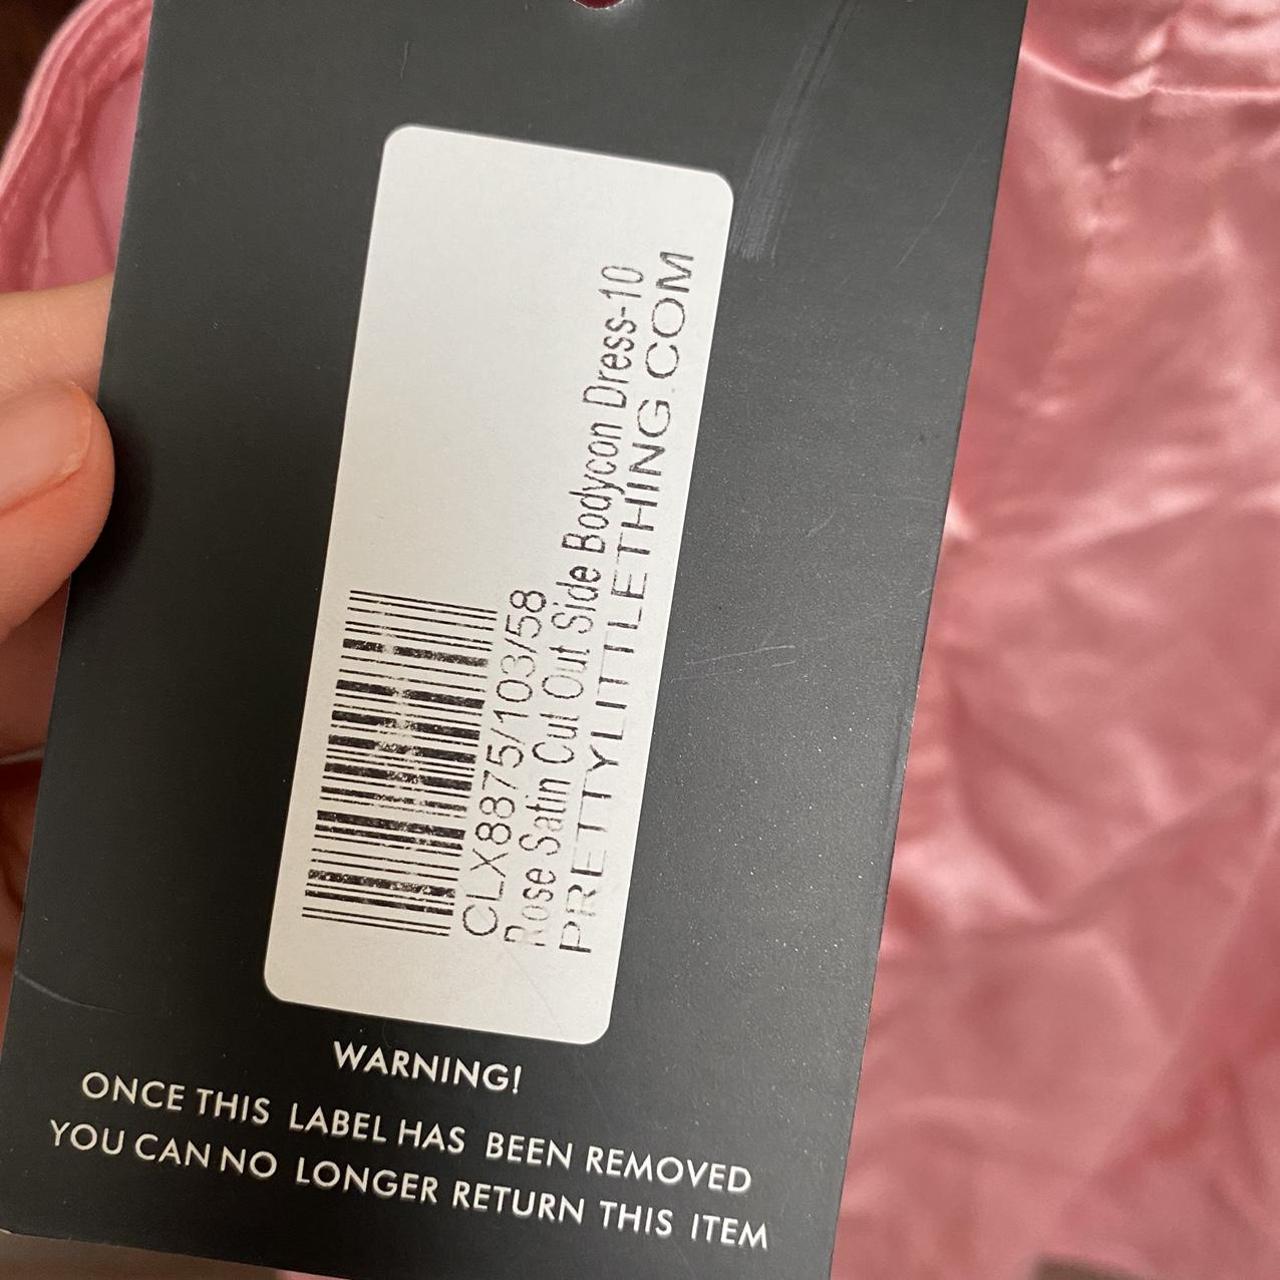 CLX8875/103/58
Rose Satin Cut Out Side Bodycon Dress-10
PRETTYLITTLETHING.COM
WARNING!
ONCE THIS LABEL HAS BEEN REMOVED
YOU CAN NO LONGER RETURN THIS ITEM